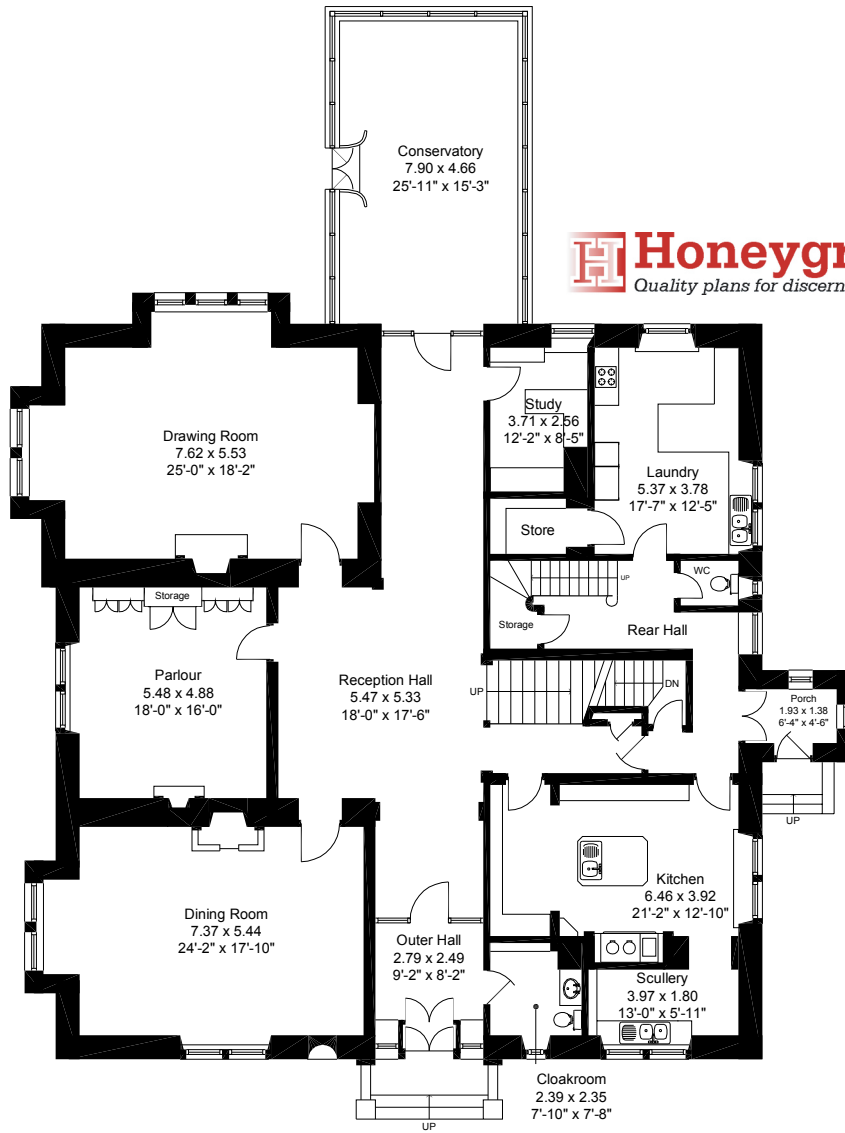 Conservatory
7.90 x 4.66
25'-11" x 15'-3"
H Honeygr
Quality plans for discern
Drawing Room
7.62 x 5.53
25'-0" x 18'-2"
Study
3.71 x 2.56
12'-2" x 8'-5"
Laundry
5.37 x 3.78
17'-7" x 12'-5"
Store
WC
UP
Storage
Storage
Rear Hall
Parlour
5.48 x 4.88
18'-0" x 16'-0"
Reception Hall
5.47 x 5.33
18'-0" x 17'-6"
UP
DN
Porch
1.93 x 1.38
6'-4" x 4'-6"
UP
Kitchen
6.46 x 3.92
21'-2" x 12'-10"
Dining Room
7.37 x 5.44
24'-2" x 17'-10"
Outer Hall
2.79 x 2.49
9'-2" x 8'-2"
Scullery
3.97 x 1.80
13'-0" x 5'-11"
Cloakroom
2.39 x 2.35
7'-10" x 7'-8"
UP